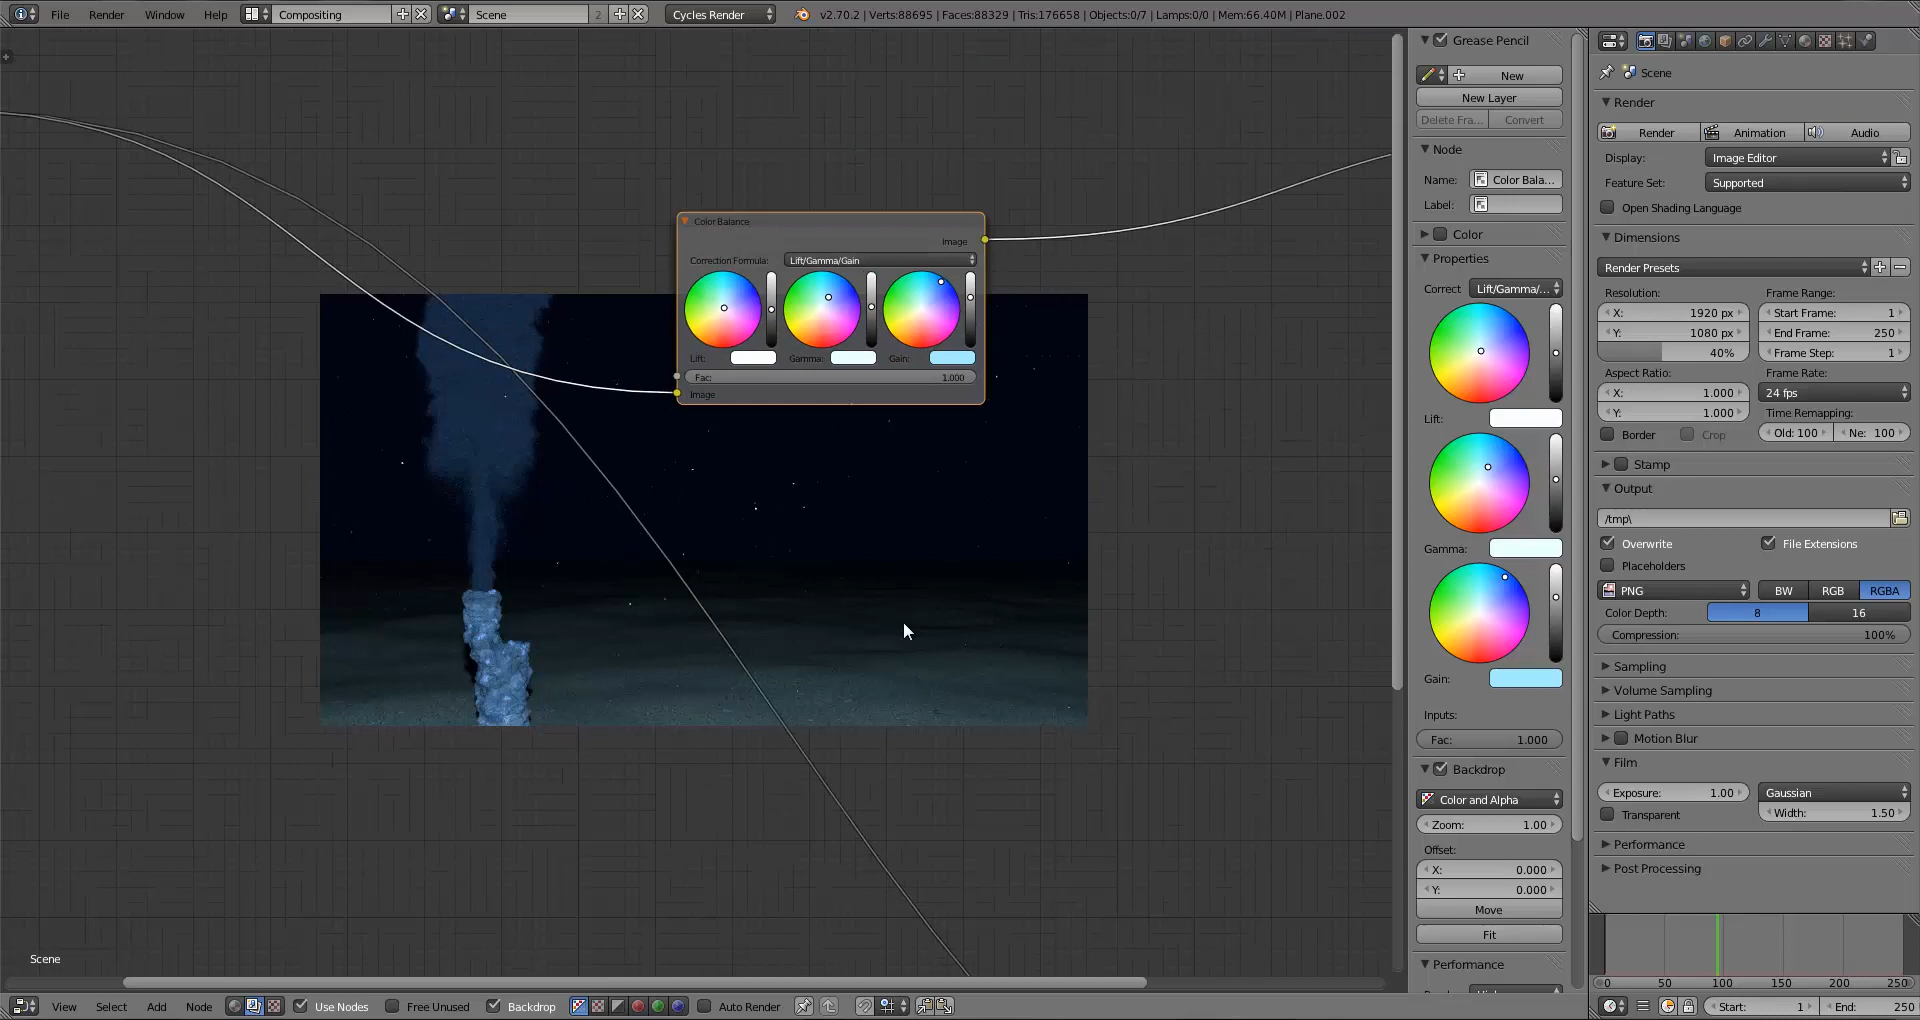 File Render Window Help Compositing Scene 2 Cycles Render v2.70.2 | Verts:88695 | Faces:88329 | Tris:176658 | Objects:0/7 | Lamps:0/0 | Mem:66.40M | Plane.002
Color Balance
Image
Correction Formula: Lift/Gamma/Gain
Lift: Gamma: Gain:
Fac: 1.000
Image
Scene
Grease Pencil
New
New Layer
Delete Fra... Convert
Node
Name: Color Bala...
Label:
Color
Properties
Correct Lift/Gamma/...
Lift:
Gamma:
Gain:
Inputs:
Fac: 1.000
Backdrop
Color and Alpha
Zoom: 1.00
Offset:
X: 0.000
Y: 0.000
Move
Fit
Performance
Scene
Render
Render Animation Audio
Display: Image Editor
Feature Set: Supported
Open Shading Language
Dimensions
Render Presets
Resolution: Frame Range:
X: 1920 px Start Frame: 1
Y: 1080 px End Frame: 250
40% Frame Step: 1
Aspect Ratio: Frame Rate:
X: 1.000 24 fps
Y: 1.000 Time Remapping:
Border Crop Old: 100 Ne: 100
Stamp
Output
/tmp\
Overwrite File Extensions
Placeholders
PNG BW RGB RGBA
Color Depth: 8 16
Compression: 100%
Sampling
Volume Sampling
Light Paths
Motion Blur
Film
Exposure: 1.00 Gaussian
Transparent Width: 1.50
Performance
Post Processing
0 50 100 150 200 250
View Select Add Node Use Nodes Free Unused Backdrop Auto Render
Start: 1 End: 250